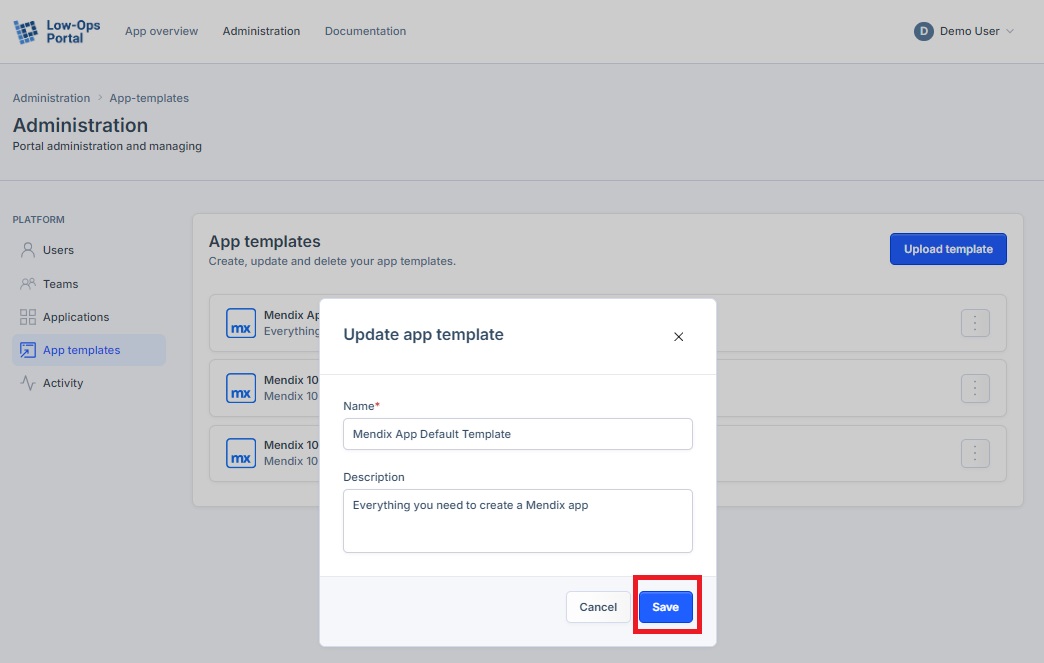 Low-Ops
Portal
App overview
Administration
Documentation
D
Demo User
Administration > App-templates
Administration
Portal administration and managing
PLATFORM
Users
Teams
Applications
App templates
Activity
App templates
Create, update and delete your app templates.
Upload template
mx
Mendix Ap
Everything
mx
Mendix 10
Mendix 10
mx
Mendix 10
Mendix 10
Update app template
Name*
Mendix App Default Template
Description
Everything you need to create a Mendix app
Cancel
Save